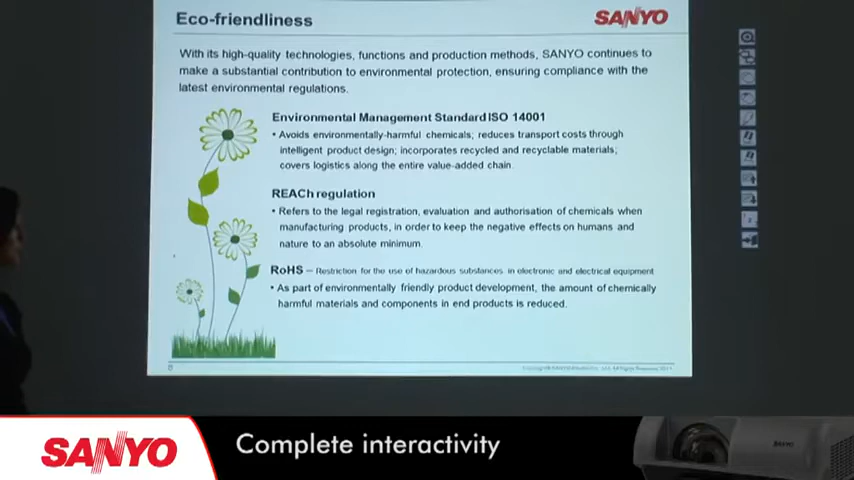 Eco-friendliness
SANYO
With its high-quality technologies, functions and production methods, SANYO continues to
make a substantial contribution to environmental protection, ensuring compliance with the
latest environmental regulations.
Environmental Management Standard ISO 14001
• Avoids environmentally-harmful chemicals; reduces transport costs through
intelligent product design; incorporates recycled and recyclable materials;
covers logistics along the entire value-added chain.
REACh regulation
• Refers to the legal registration, evaluation and authorisation of chemicals when
manufacturing products, in order to keep the negative effects on humans and
nature to an absolute minimum.
RoHS – Restriction for the use of hazardous substances in electronic and electrical equipment
• As part of environmentally friendly product development, the amount of chemically
harmful materials and components in end products is reduced.
8
SANYO
Complete interactivity
SANYO